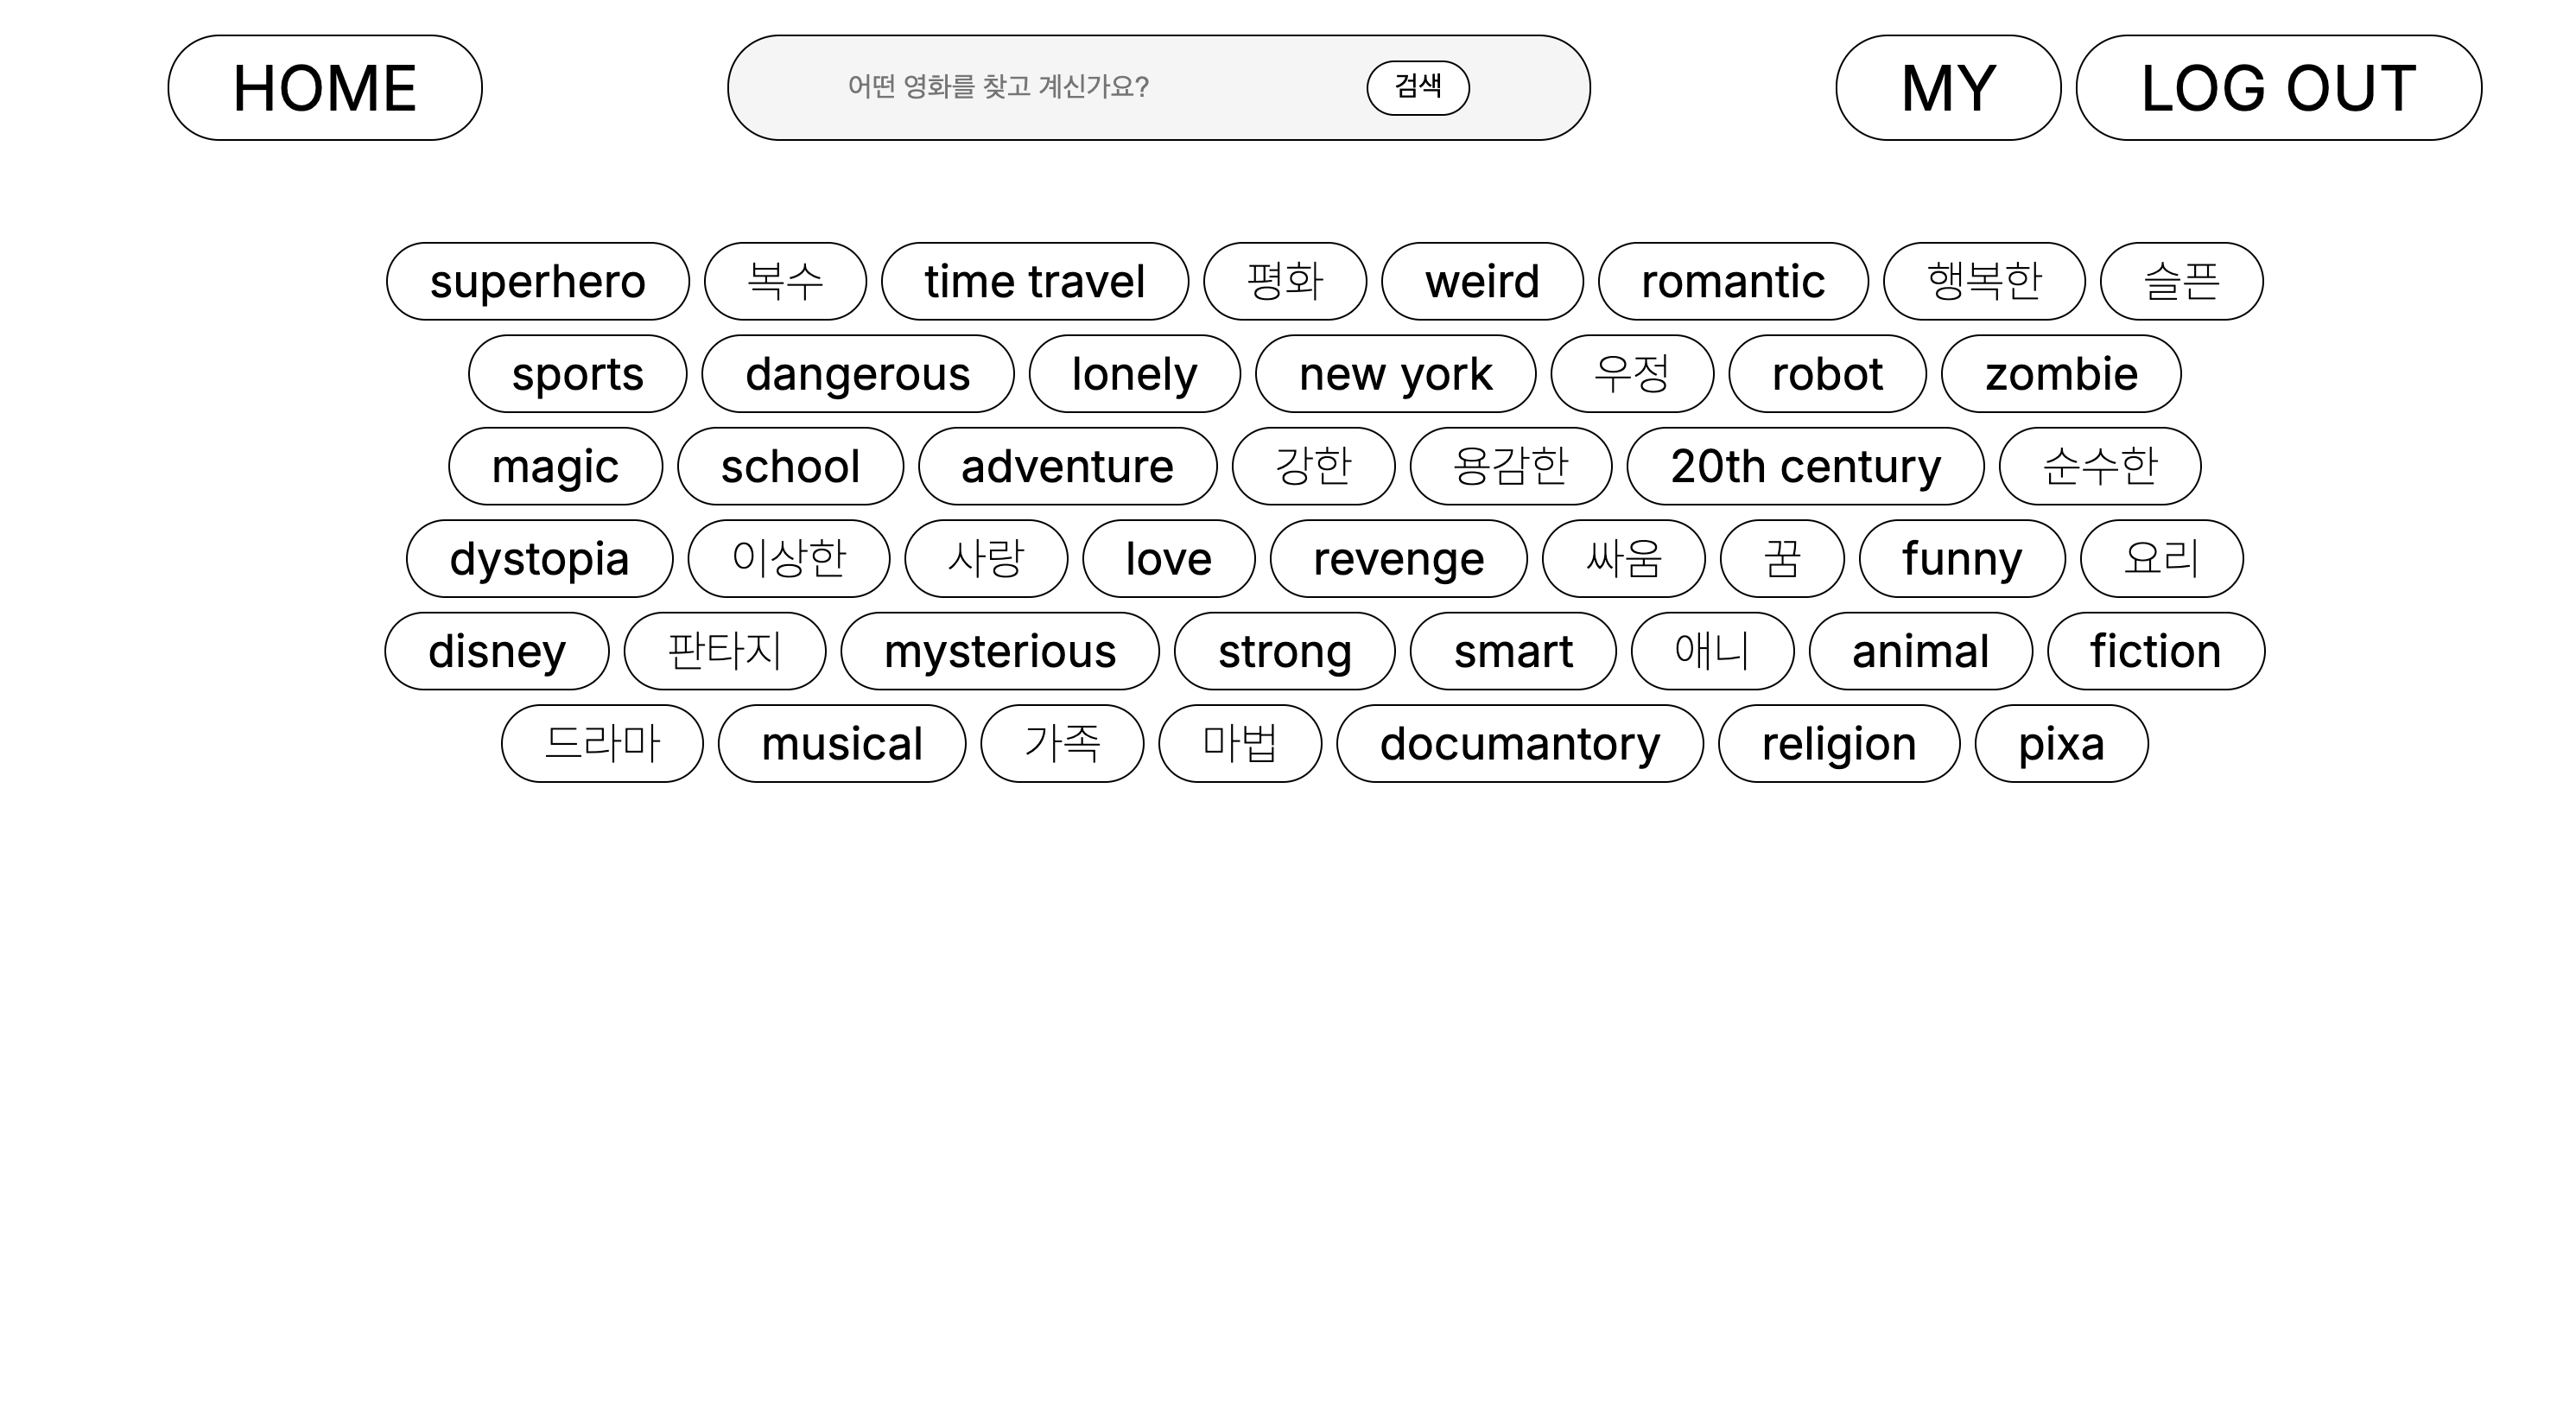 HOME 어떤 영화를 찾고 계신가요? 검색 MY LOG OUT
superhero 복수 time travel 평화 weird romantic 행복한 슬픈
sports dangerous lonely new york 우정 robot zombie
magic school adventure 강한 용감한 20th century 순수한
dystopia 이상한 사랑 love revenge 싸움 꿈 funny 요리
disney 판타지 mysterious strong smart 애니 animal fiction
드라마 musical 가족 마법 documantory religion pixa